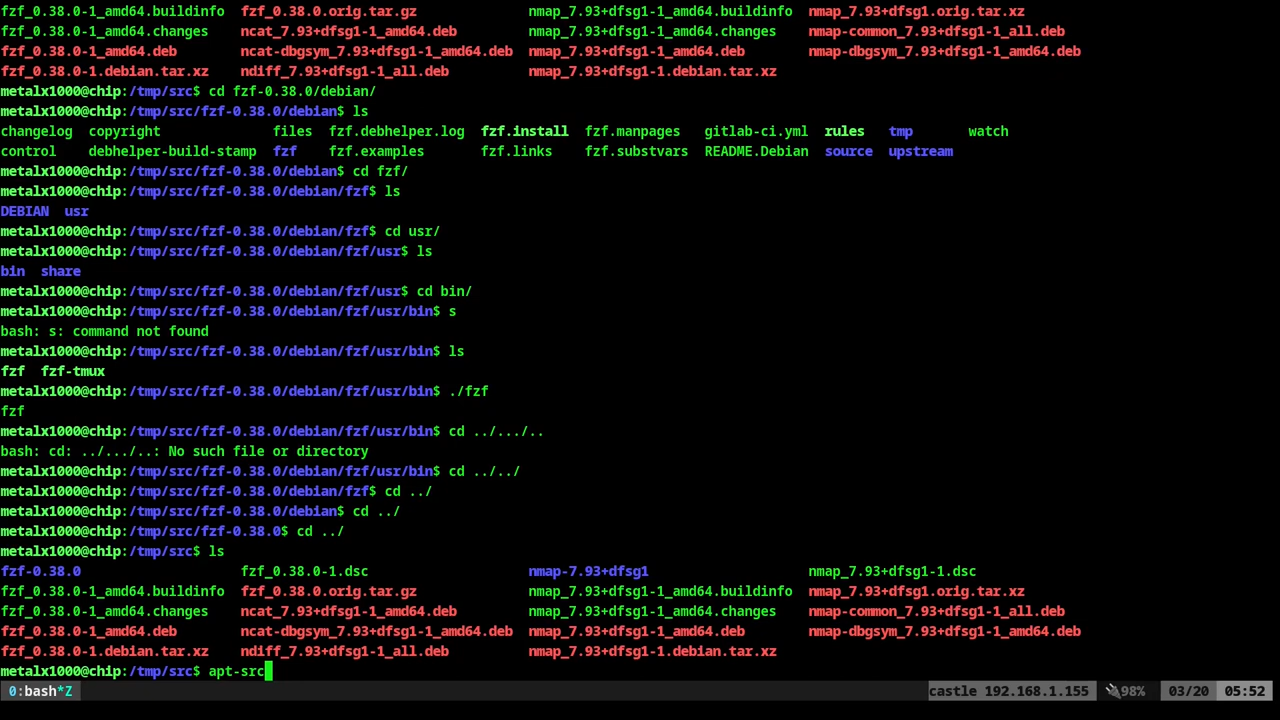 fzf_0.38.0-1_amd64.buildinfo  fzf_0.38.0.orig.tar.gz              nmap_7.93+dfsg1-1_amd64.buildinfo  nmap_7.93+dfsg1.orig.tar.xz
fzf_0.38.0-1_amd64.changes    ncat_7.93+dfsg1-1_amd64.deb         nmap_7.93+dfsg1-1_amd64.changes    nmap-common_7.93+dfsg1-1_all.deb
fzf_0.38.0-1_amd64.deb        ncat-dbgsym_7.93+dfsg1-1_amd64.deb  nmap_7.93+dfsg1-1_amd64.deb        nmap-dbgsym_7.93+dfsg1-1_amd64.deb
fzf_0.38.0-1.debian.tar.xz    ndiff_7.93+dfsg1-1_all.deb          nmap_7.93+dfsg1-1.debian.tar.xz
metalx1000@chip:/tmp/src$ cd fzf-0.38.0/debian/
metalx1000@chip:/tmp/src/fzf-0.38.0/debian$ ls
changelog  copyright              files  fzf.debhelper.log  fzf.install  fzf.manpages  gitlab-ci.yml  rules   tmp       watch
control    debhelper-build-stamp  fzf    fzf.examples       fzf.links    fzf.substvars  README.Debian  source  upstream
metalx1000@chip:/tmp/src/fzf-0.38.0/debian$ cd fzf/
metalx1000@chip:/tmp/src/fzf-0.38.0/debian/fzf$ ls
DEBIAN  usr
metalx1000@chip:/tmp/src/fzf-0.38.0/debian/fzf$ cd usr/
metalx1000@chip:/tmp/src/fzf-0.38.0/debian/fzf/usr$ ls
bin  share
metalx1000@chip:/tmp/src/fzf-0.38.0/debian/fzf/usr$ cd bin/
metalx1000@chip:/tmp/src/fzf-0.38.0/debian/fzf/usr/bin$ s
bash: s: command not found
metalx1000@chip:/tmp/src/fzf-0.38.0/debian/fzf/usr/bin$ ls
fzf  fzf-tmux
metalx1000@chip:/tmp/src/fzf-0.38.0/debian/fzf/usr/bin$ ./fzf
fzf
metalx1000@chip:/tmp/src/fzf-0.38.0/debian/fzf/usr/bin$ cd ../.../..
bash: cd: ../.../..: No such file or directory
metalx1000@chip:/tmp/src/fzf-0.38.0/debian/fzf/usr/bin$ cd ../../
metalx1000@chip:/tmp/src/fzf-0.38.0/debian/fzf$ cd ../
metalx1000@chip:/tmp/src/fzf-0.38.0/debian$ cd ../
metalx1000@chip:/tmp/src/fzf-0.38.0$ cd ../
metalx1000@chip:/tmp/src$ ls
fzf-0.38.0                    fzf_0.38.0-1.dsc                    nmap-7.93+dfsg1                    nmap_7.93+dfsg1-1.dsc
fzf_0.38.0-1_amd64.buildinfo  fzf_0.38.0.orig.tar.gz              nmap_7.93+dfsg1-1_amd64.buildinfo  nmap_7.93+dfsg1.orig.tar.xz
fzf_0.38.0-1_amd64.changes    ncat_7.93+dfsg1-1_amd64.deb         nmap_7.93+dfsg1-1_amd64.changes    nmap-common_7.93+dfsg1-1_all.deb
fzf_0.38.0-1_amd64.deb        ncat-dbgsym_7.93+dfsg1-1_amd64.deb  nmap_7.93+dfsg1-1_amd64.deb        nmap-dbgsym_7.93+dfsg1-1_amd64.deb
fzf_0.38.0-1.debian.tar.xz    ndiff_7.93+dfsg1-1_all.deb          nmap_7.93+dfsg1-1.debian.tar.xz
metalx1000@chip:/tmp/src$ apt-src
0:bash*Z  castle 192.168.1.155  🔌98%  03/20  05:52